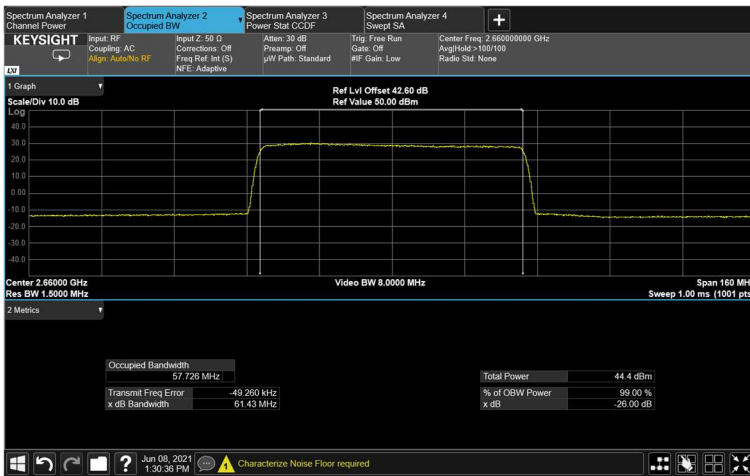 Spectrum Analyzer 1
Channel Power
Spectrum Analyzer 2
Occupied BW
Spectrum Analyzer 3
Power Stat CCDF
Spectrum Analyzer 4
Swept SA
KEYSIGHT
LXI
Input: RF
Coupling: AC
Align: Auto/No RF
Input Z: 50 Ω
Corrections: Off
Freq Ref: Int (S)
NFE: Adaptive
Atten: 30 dB
Preamp: Off
µW Path: Standard
Trig: Free Run
Gate: Off
#IF Gain: Low
Center Freq: 2.660000000 GHz
Avg|Hold:>100/100
Radio Std: None
1 Graph
Scale/Div 10.0 dB
Ref Lvl Offset 42.60 dB
Ref Value 50.00 dBm
Log
40.0
30.0
20.0
10.0
0.00
-10.0
-20.0
-30.0
-40.0
Center 2.66000 GHz
Res BW 1.5000 MHz
Video BW 8.0000 MHz
Span 160 MH
Sweep 1.00 ms (1001 pts
2 Metrics
Occupied Bandwidth
57.726 MHz
Transmit Freq Error -49.260 kHz
x dB Bandwidth 61.43 MHz
Total Power 44.4 dBm
% of OBW Power 99.00 %
x dB -26.00 dB
?
Jun 08, 2021
1:30:36 PM
1
Characterize Noise Floor required